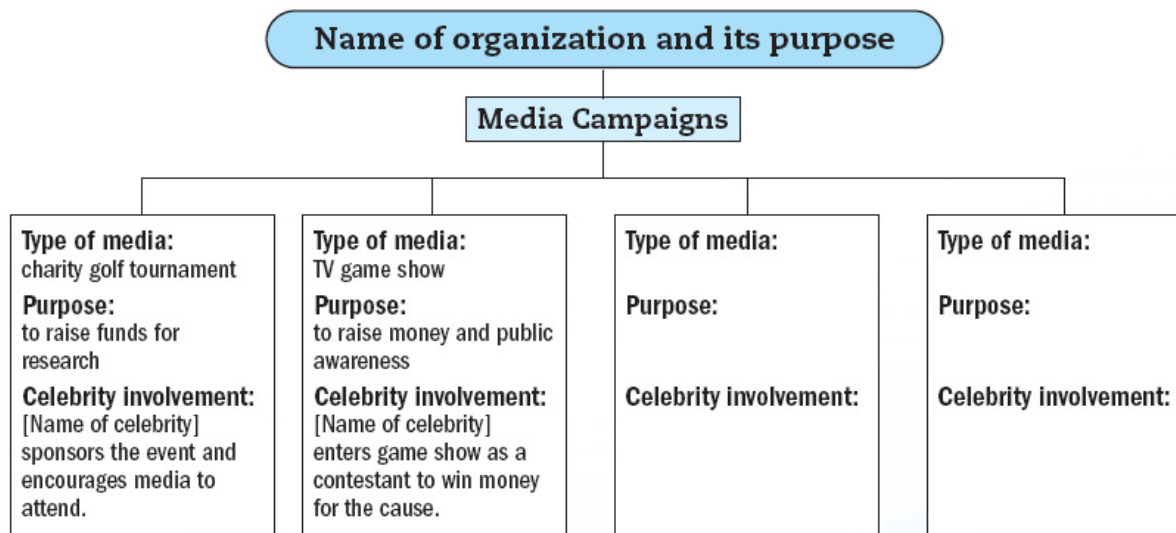 Name of organization and its purpose
Media Campaigns
Type of media:
charity golf tournament
Purpose:
to raise funds for
research
Celebrity involvement:
[Name of celebrity]
sponsors the event and
encourages media to
attend.
Type of media:
TV game show
Purpose:
to raise money and public
awareness
Celebrity involvement:
[Name of celebrity]
enters game show as a
contestant to win money
for the cause.
Type of media:
Purpose:
Celebrity involvement:
Type of media:
Purpose:
Celebrity involvement: